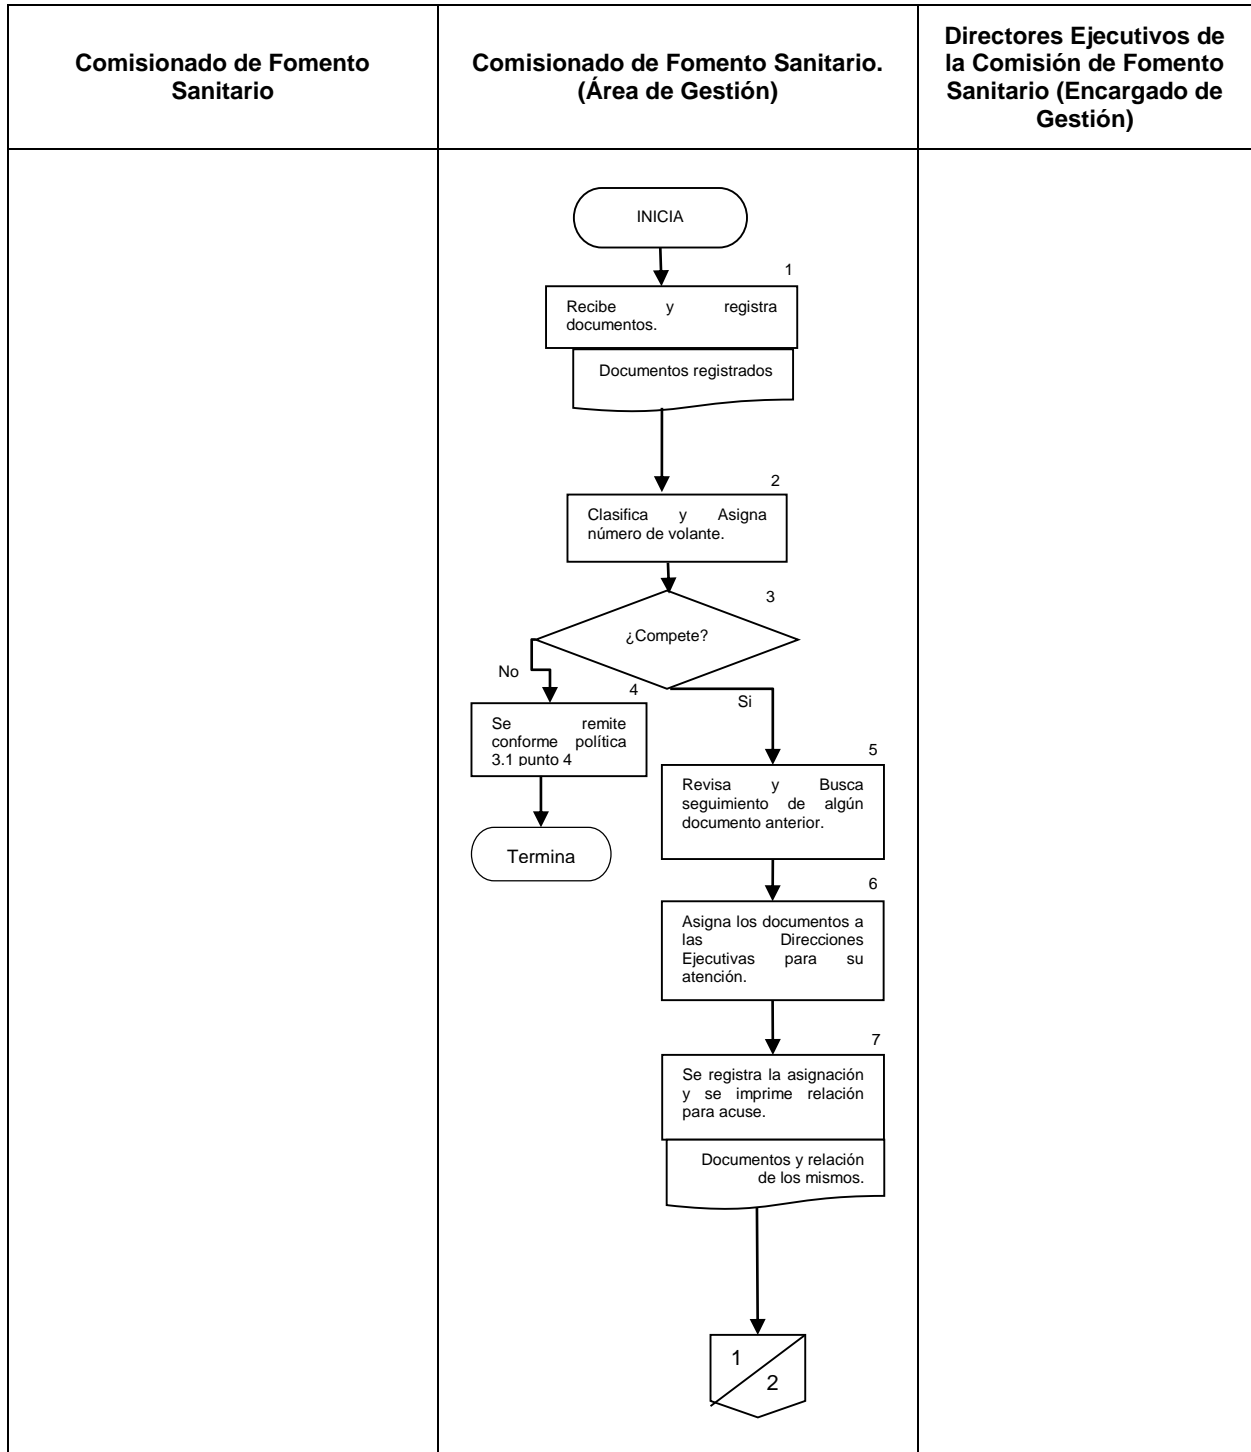 Comisionado de Fomento
Sanitario
Comisionado de Fomento Sanitario.
(Área de Gestión)
Directores Ejecutivos de
la Comisión de Fomento
Sanitario (Encargado de
Gestión)
INICIA
1
Recibe y registra
documentos.
Documentos registrados
2
Clasifica y Asigna
número de volante.
3
¿Compete?
No
4
Si
Se remite
conforme política
3.1 punto 4
5
Revisa y Busca
seguimiento de algún
documento anterior.
Termina
6
Asigna los documentos a
las Direcciones
Ejecutivas para su
atención.
7
Se registra la asignación
y se imprime relación
para acuse.
Documentos y relación
de los mismos.
1
2